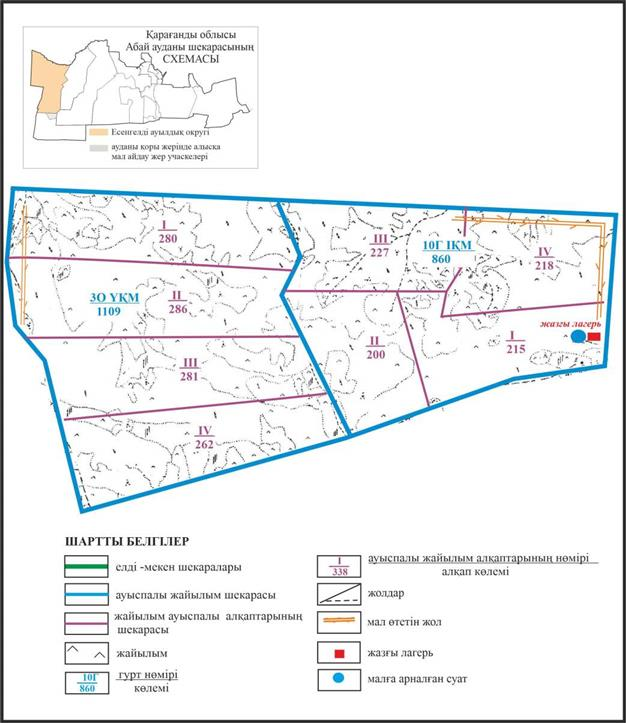 Қарағанды облысы
Абай ауданы шекарасының
СХЕМАСЫ
Есенгелді ауылдық округі
ауданы қоры жерінде алысқа
мал айдау жер учаскелері
I
280
III
227
10Г ІҚМ
860
IV
218
3О ҮҚМ
1109
II
286
жазғы лагерь
II
200
I
215
III
281
IV
262
ШАРТТЫ БЕЛГІЛЕР
елді -мекен шекаралары
ауыспалы жайылым шекарасы
жайылым ауыспалы алқаптарының
шекарасы
жайылым
10Г
860
гурт нөмірі
көлемі
I
338
ауыспалы жайылым алқаптарының нөмірі
алқап көлемі
жолдар
мал өтетін жол
жазғы лагерь
малға арналған суат